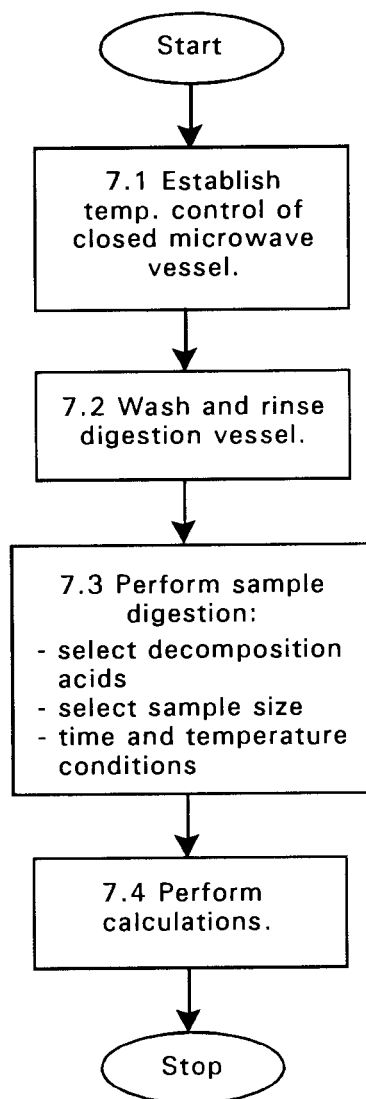 Start
7.1 Establish
temp. control of
closed microwave
vessel.
7.2 Wash and rinse
digestion vessel.
7.3 Perform sample
digestion:
- select decomposition
acids
- select sample size
- time and temperature
conditions
7.4 Perform
calculations.
Stop